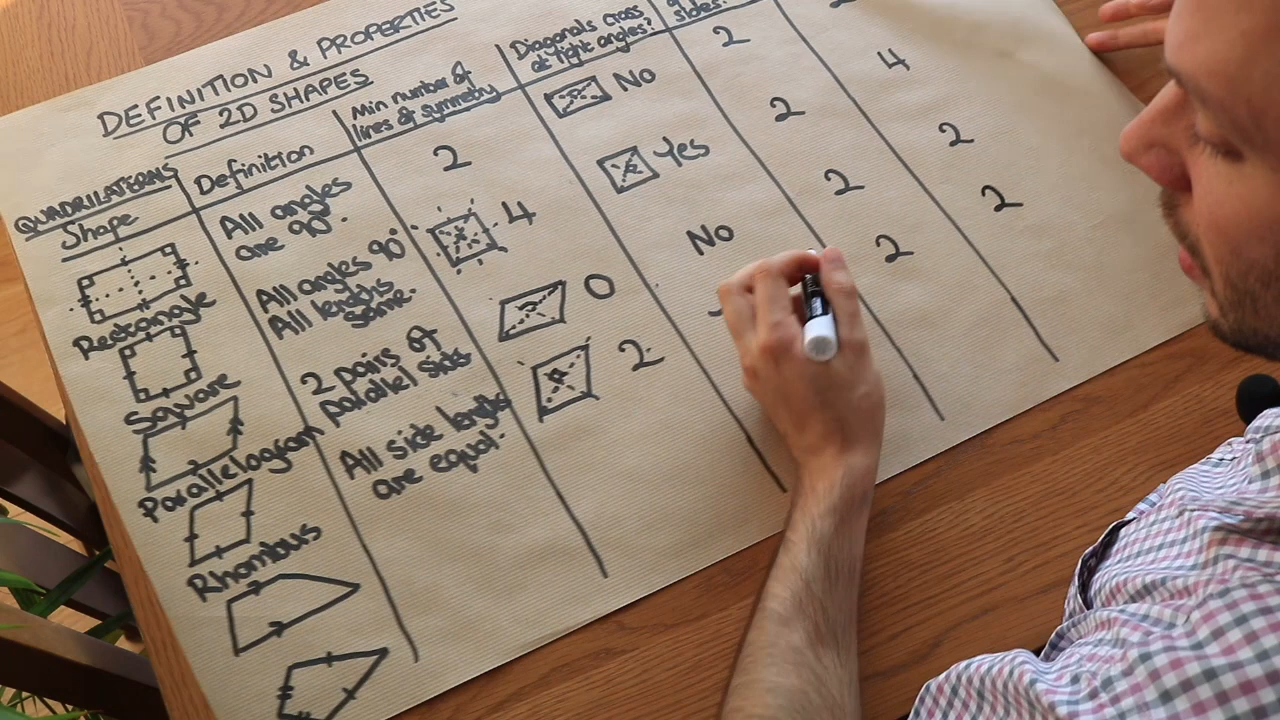 DEFINITION & PROPERTIES
OF 2D SHAPES
QUADRILATERALS
Shape
Definition
Min number of
lines of symmetry
Diagonals cross
at right angles?
sides?
Rectangle
All angles
are 90°.
2
No
2
Square
All angles 90°
All lengths
same.
4
Yes
2
4
Parallelogram
2 pairs of
parallel sides
0
No
2
2
Rhombus
All side lengths
are equal.
2
2
2